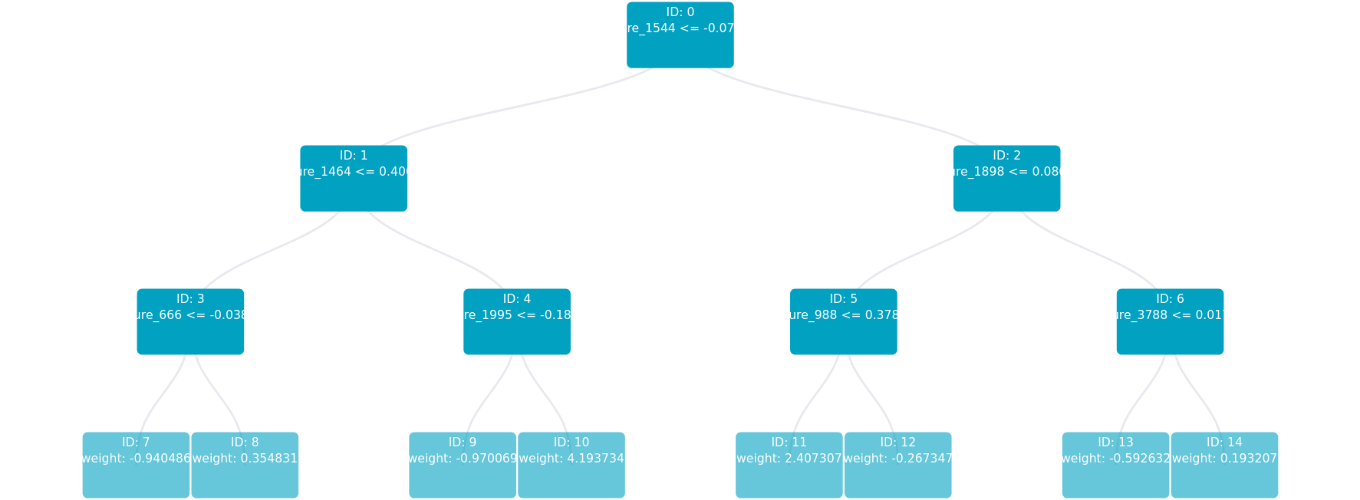 ID: 0
re_1544 <= -0.07
ID: 1
ure_1464 <= 0.40
ID: 2
ure_1898 <= 0.08
ID: 3
ure_666 <= -0.038
ID: 4
re_1995 <= -0.18
ID: 5
ure_988 <= 0.378
ID: 6
ure_3788 <= 0.01
ID: 7
weight: -0.940486
ID: 8
weight: 0.354831
ID: 9
weight: -0.970069
ID: 10
weight: 4.193734
ID: 11
weight: 2.407307
ID: 12
weight: -0.267347
ID: 13
weight: -0.592632
ID: 14
weight: 0.193207